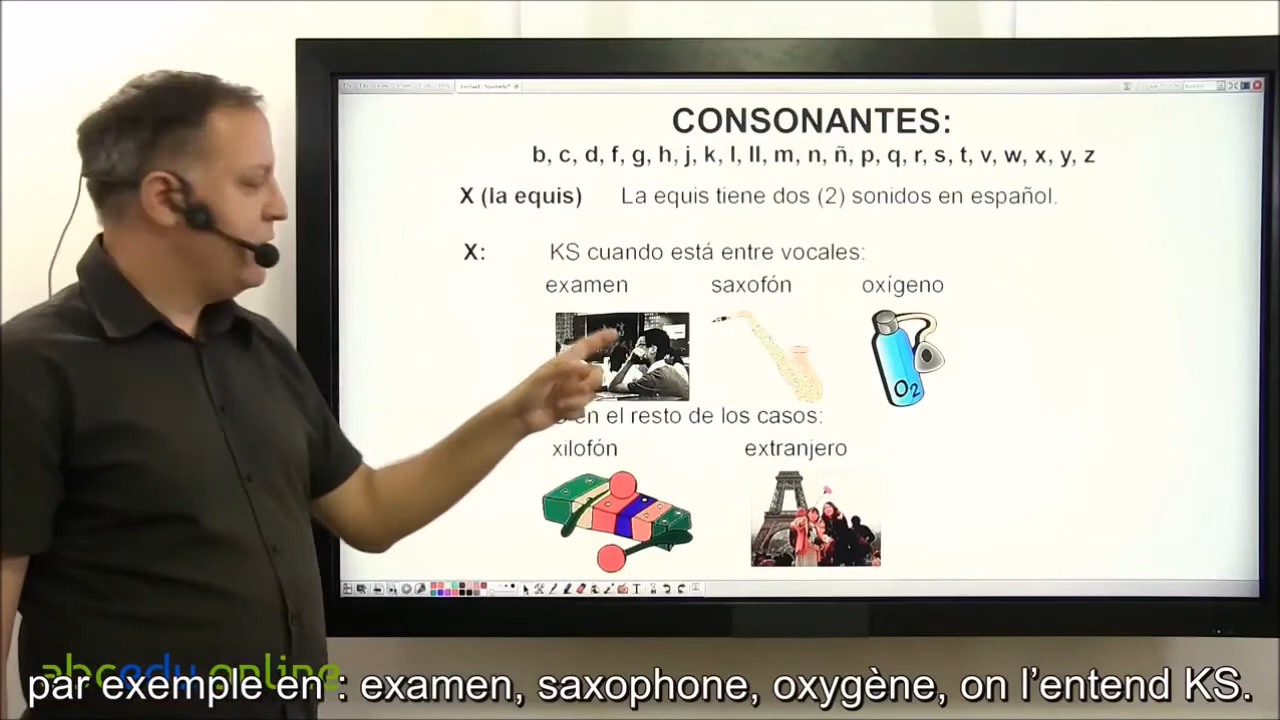 CONSONANTES:
b, c, d, f, g, h, j, k, l, ll, m, n, ñ, p, q, r, s, t, v, w, x, y, z
X (la equis) La equis tiene dos (2) sonidos en español.
X: KS cuando está entre vocales:
examen saxofón oxígeno
O2
en el resto de los casos:
xilofón extranjero
abcedu online
par exemple en : examen, saxophone, oxygène, on l’entend KS.